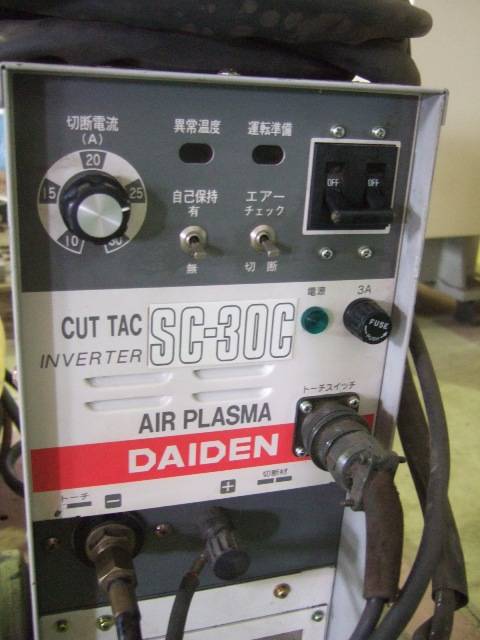 切断電流
(A)
異常温度
運転準備
20
15
25
10
30
自己保持
有
無
エアー
チェック
切断
OFF
OFF
電源
3A
FUSE
CUT TAC
INVERTER
SC-30C
トーチスイッチ
AIR PLASMA
DAIDEN
トーチ
−
+
切断材